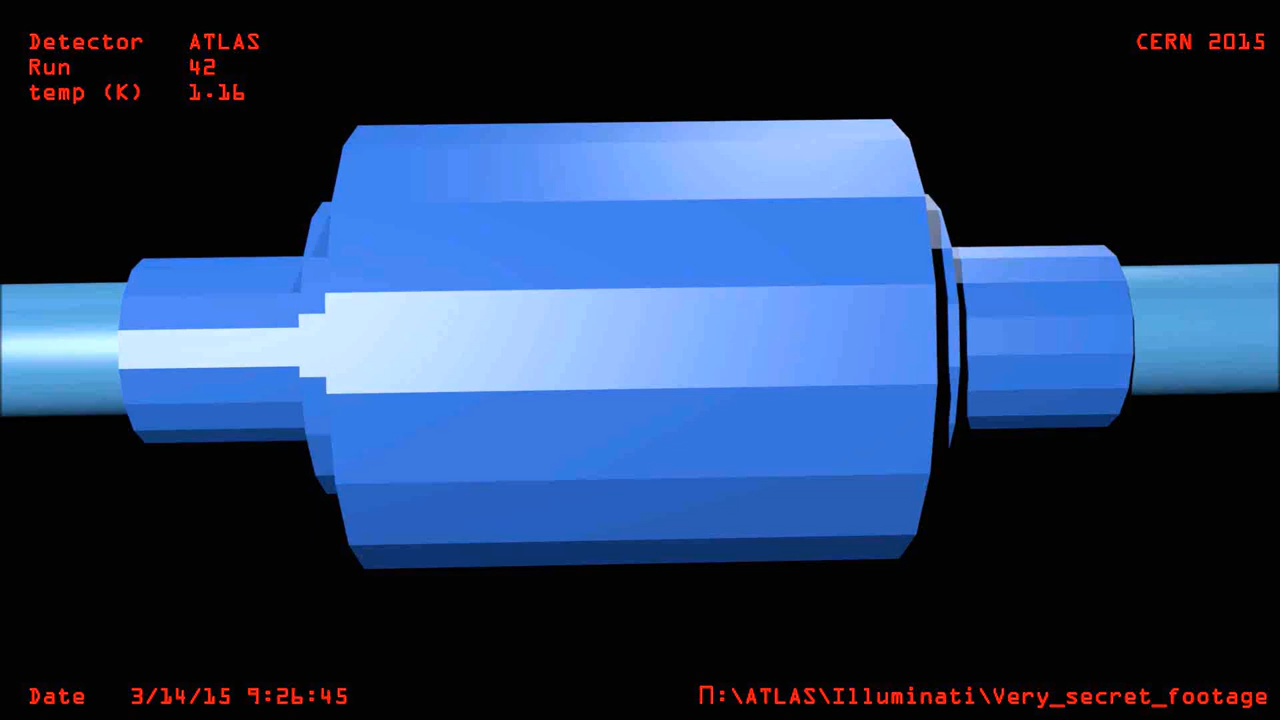 Detector ATLAS
CERN 2015
Run 42
temp (K) 1.16
Date 3/14/15 9:26:45
Π:\ATLAS\Illuminati\Very_secret_footage